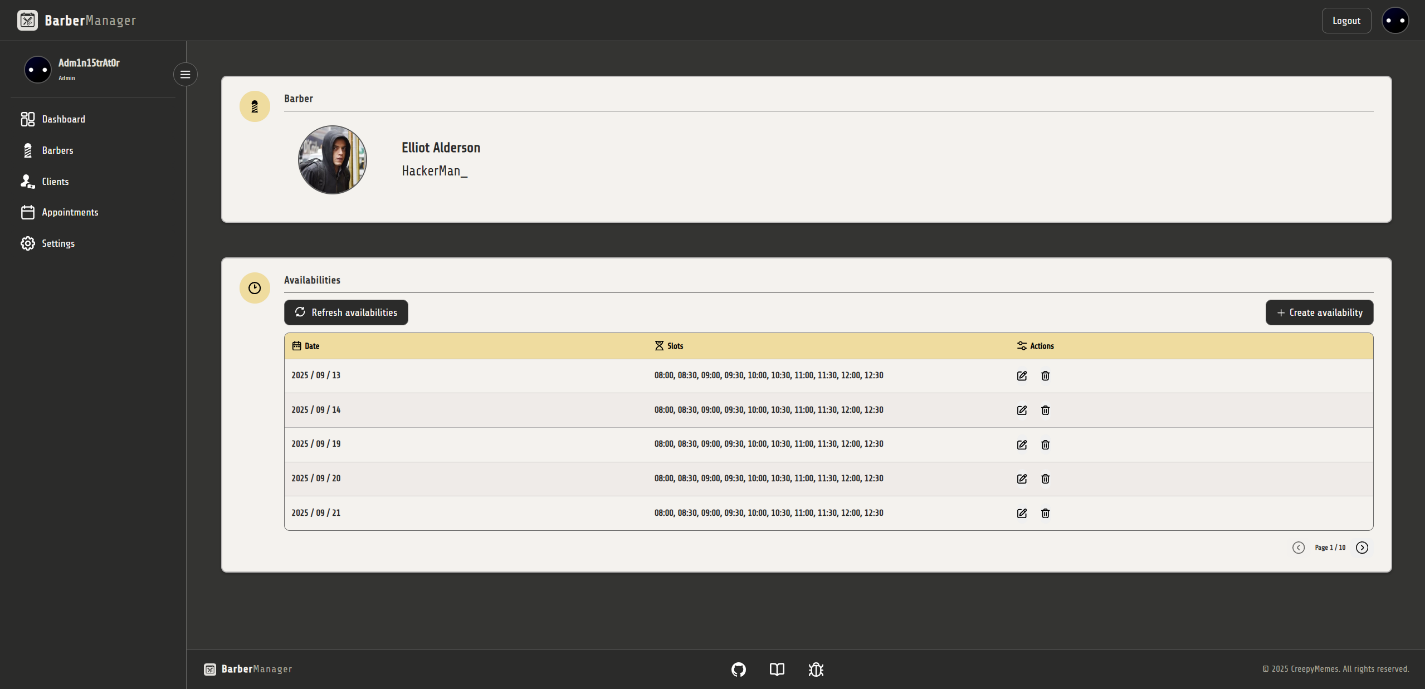 BarberManager
Logout
Adm1n15trAt0r
Admin
Dashboard
Barbers
Clients
Appointments
Settings
Barber
Elliot Alderson
HackerMan_
Availabilities
Refresh availabilities
+ Create availability
Date Slots Actions
2025 / 09 / 13 08:00, 08:30, 09:00, 09:30, 10:00, 10:30, 11:00, 11:30, 12:00, 12:30
2025 / 09 / 14 08:00, 08:30, 09:00, 09:30, 10:00, 10:30, 11:00, 11:30, 12:00, 12:30
2025 / 09 / 19 08:00, 08:30, 09:00, 09:30, 10:00, 10:30, 11:00, 11:30, 12:00, 12:30
2025 / 09 / 20 08:00, 08:30, 09:00, 09:30, 10:00, 10:30, 11:00, 11:30, 12:00, 12:30
2025 / 09 / 21 08:00, 08:30, 09:00, 09:30, 10:00, 10:30, 11:00, 11:30, 12:00, 12:30
Page 1 / 10
BarberManager
© 2025 CreepyMemes. All rights reserved.